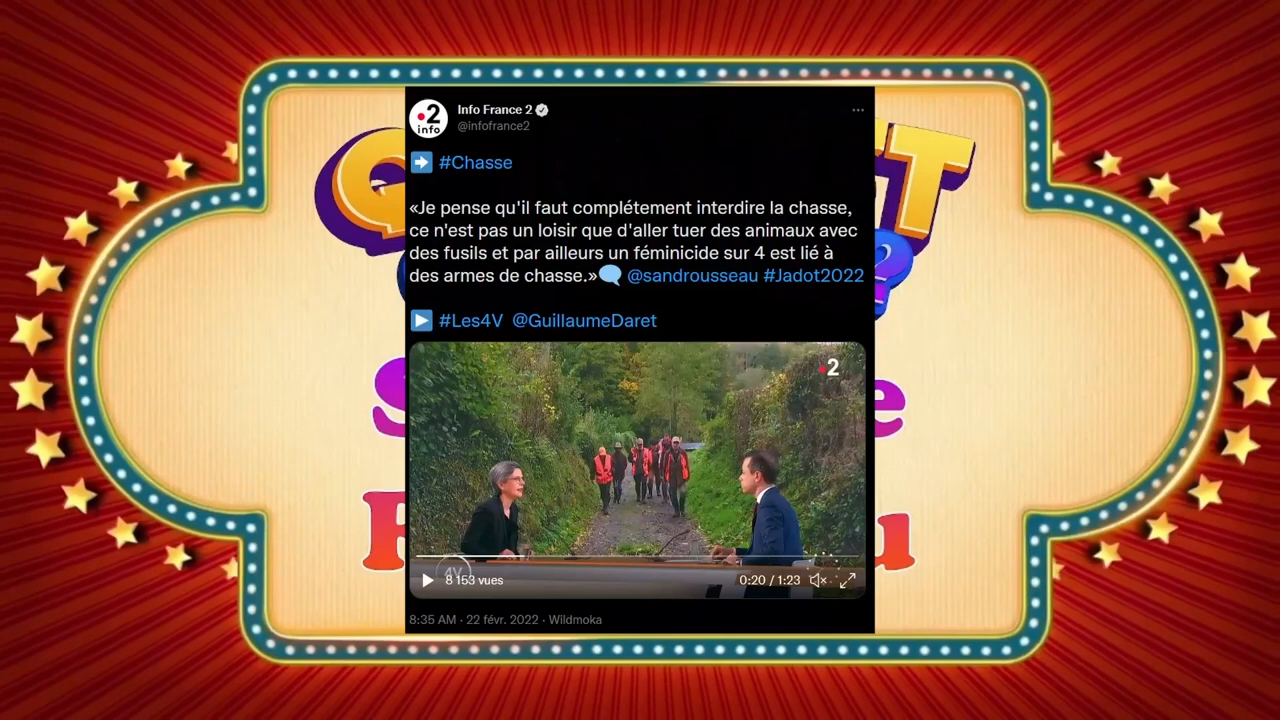 Info France 2
@infofrance2
#Chasse
«Je pense qu'il faut complétement interdire la chasse,
ce n'est pas un loisir que d'aller tuer des animaux avec
des fusils et par ailleurs un féminicide sur 4 est lié à
des armes de chasse.» @sandrousseau #Jadot2022
#Les4V @GuillaumeDaret
2
4V
8 153 vues
0:20 / 1:23
8:35 AM · 22 févr. 2022 · Wildmoka
2
info